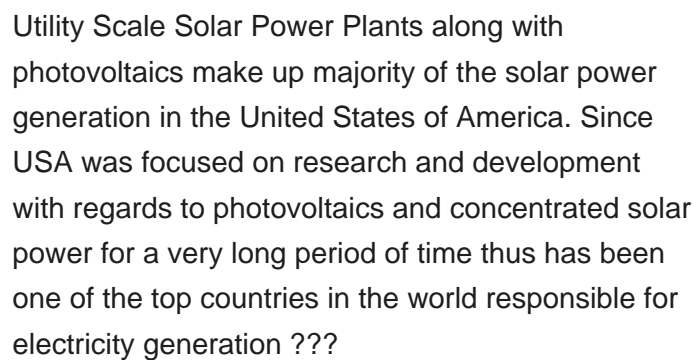 Utility Scale Solar Power Plants along with
photovoltaics make up majority of the solar power
generation in the United States of America. Since
USA was focused on research and development
with regards to photovoltaics and concentrated solar
power for a very long period of time thus has been
one of the top countries in the world responsible for
electricity generation ???